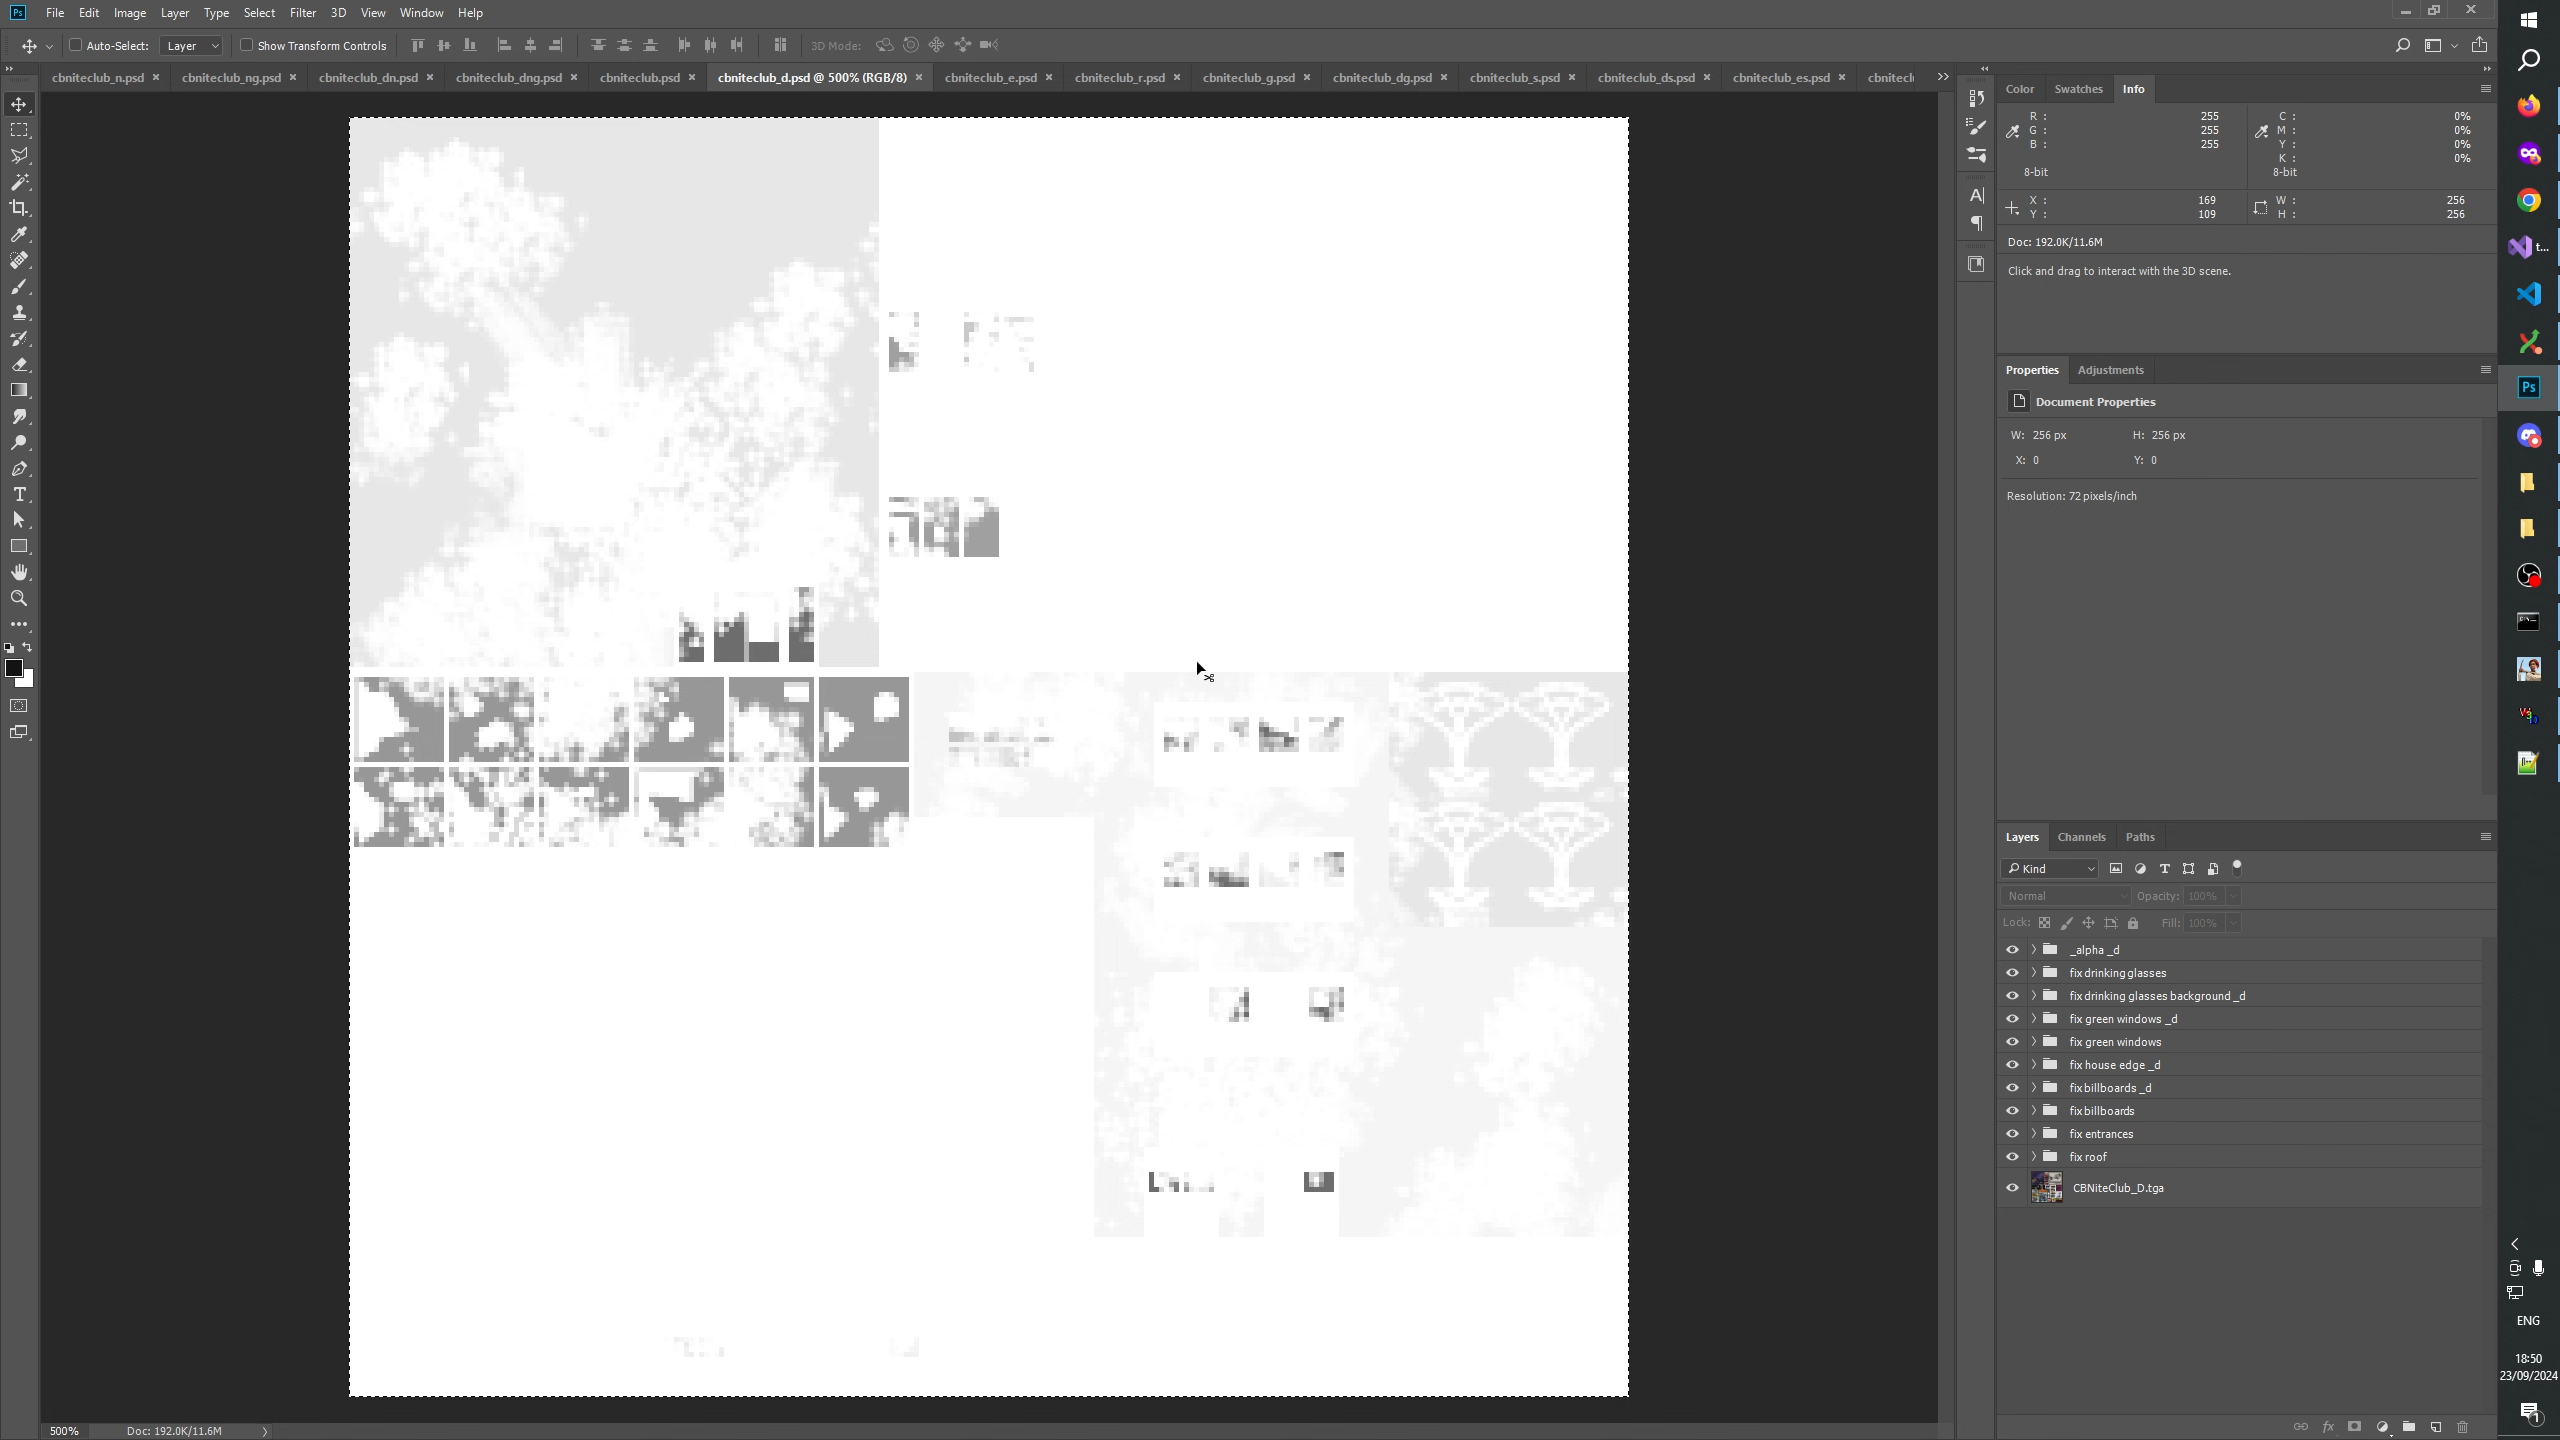 Ps File Edit Image Layer Type Select Filter 3D View Window Help
Auto-Select: Layer Show Transform Controls 3D Mode:
cbniteclub_n.psd × cbniteclub_ng.psd × cbniteclub_dn.psd × cbniteclub_dng.psd × cbniteclub.psd × cbniteclub_d.psd @ 500% (RGB/8) × cbniteclub_e.psd × cbniteclub_r.psd × cbniteclub_g.psd × cbniteclub_dg.psd × cbniteclub_s.psd × cbniteclub_ds.psd × cbniteclub_es.psd × cbnitecl
Color Swatches Info
R : 255 C : 0%
G : 255 M : 0%
B : 255 Y : 0%
K : 0%
8-bit 8-bit
X : 169 W : 256
Y : 109 H : 256
Doc: 192.0K/11.6M
Click and drag to interact with the 3D scene.
t...
Properties Adjustments
Ps
Document Properties
W: 256 px H: 256 px
X: 0 Y: 0
Resolution: 72 pixels/inch
Layers Channels Paths
Kind
Normal Opacity: 100%
Lock: Fill: 100%
_alpha _d
fix drinking glasses
fix drinking glasses background _d
fix green windows _d
fix green windows
fix house edge _d
fix billboards _d
fix billboards
fix entrances
fix roof
CBNiteClub_D.tga
ENG
18:50
23/09/2024
1
500% Doc: 192.0K/11.6M